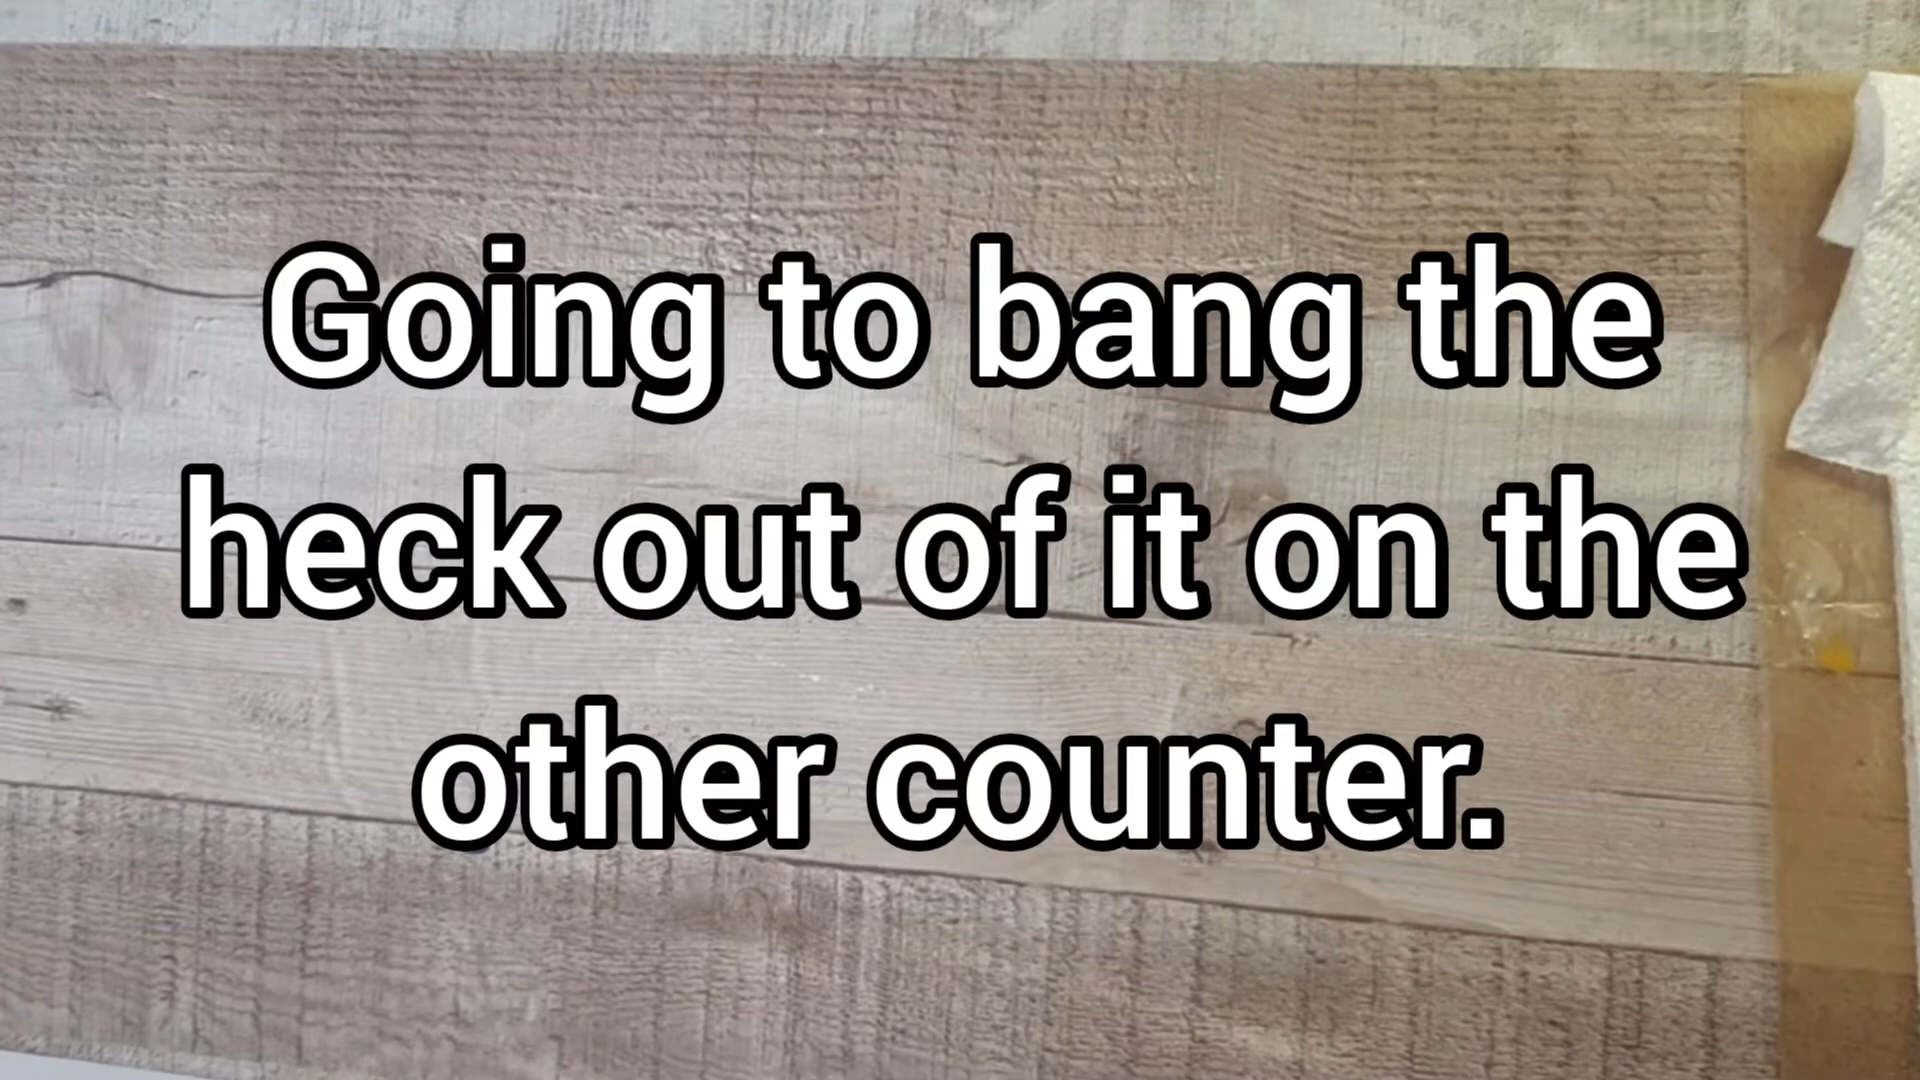 Going to bang the
heck out of it on the
other counter.